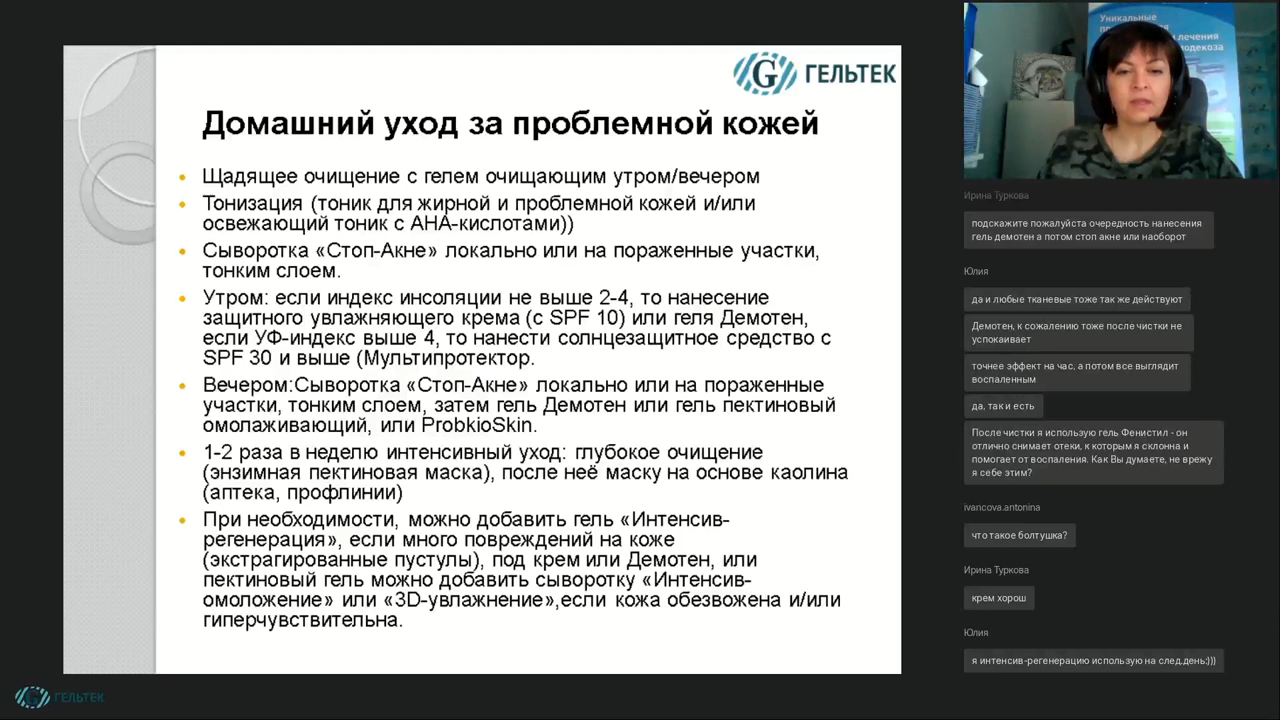 ГЕЛЬТЕК
Домашний уход за проблемной кожей
Щадящее очищение с гелем очищающим утром/вечером
Тонизация (тоник для жирной и проблемной кожей и/или
освежающий тоник с АНА-кислотами))
Сыворотка «Стоп-Акне» локально или на пораженные участки,
тонким слоем.
Утром: если индекс инсоляции не выше 2-4, то нанесение
защитного увлажняющего крема (с SPF 10) или геля Демотен,
если УФ-индекс выше 4, то нанести солнцезащитное средство с
SPF 30 и выше (Мультипротектор.
Вечером:Сыворотка «Стоп-Акне» локально или на пораженные
участки, тонким слоем, затем гель Демотен или гель пектиновый
омолаживающий, или ProbkioSkin.
1-2 раза в неделю интенсивный уход: глубокое очищение
(энзимная пектиновая маска), после неё маску на основе каолина
(аптека, профлинии)
При необходимости, можно добавить гель «Интенсив-
регенерация», если много повреждений на коже
(экстрагированные пустулы), под крем или Демотен, или
пектиновый гель можно добавить сыворотку «Интенсив-
омоложение» или «3D-увлажнение»,если кожа обезвожена и/или
гиперчувствительна.
ГЕЛЬТЕК
Уникальные
лечения
Ирина Туркова
подскажите пожалуйста очередность нанесения
гель демотен а потом стоп акне или наоборот
Юлия
да и любые тканевые тоже так же действуют
Демотен, к сожалению тоже после чистки не
успокаивает
точнее эффект на час, а потом все выглядит
воспаленным
да, так и есть
После чистки я использую гель Фенистил - он
отлично снимает отеки, к которым я склонна и
помогает от воспаления. Как Вы думаете, не врежу
я себе этим?
ivancova.antonina
что такое болтушка?
Ирина Туркова
крем хорош
Юлия
я интенсив-регенерацию использую на след.день:)))